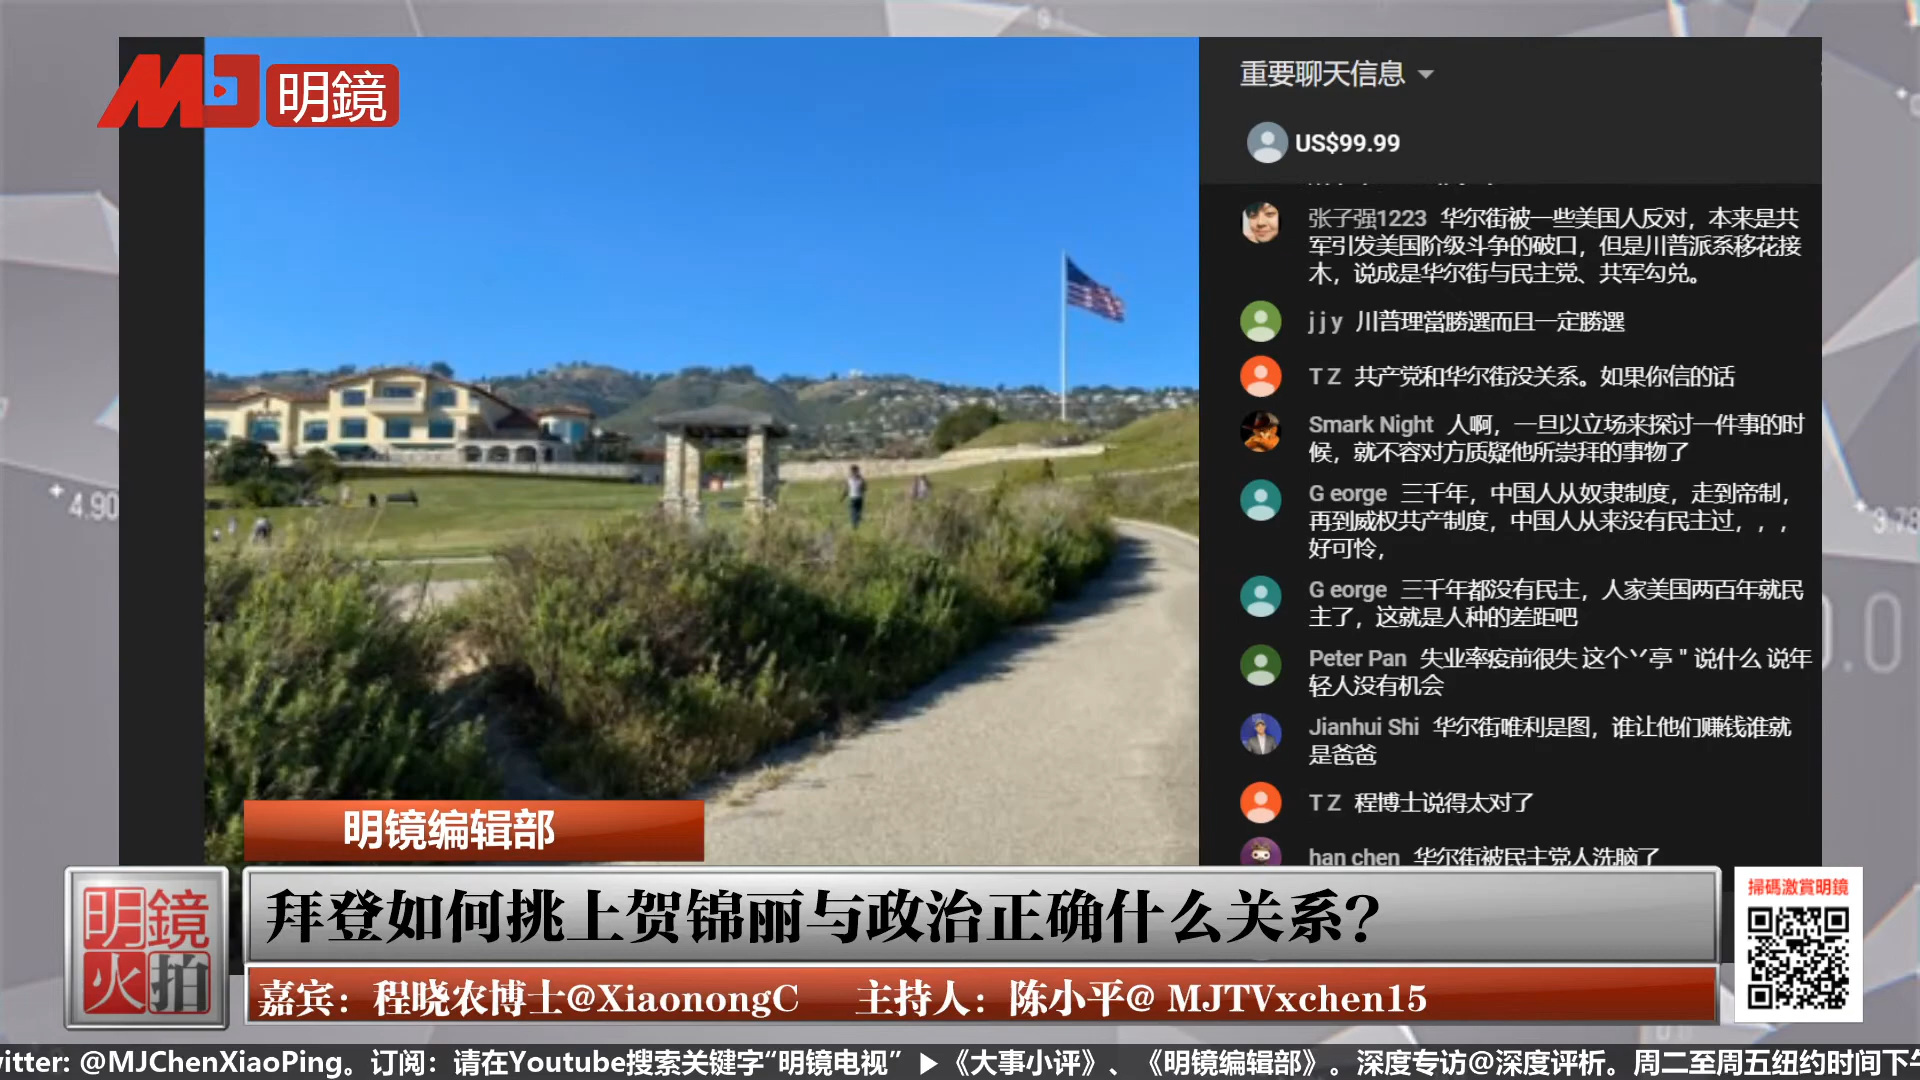 MJ 明鏡
重要聊天信息
US$99.99
张子强1223 华尔街被一些美国人反对，本来是共
军引发美国阶级斗争的破口，但是川普派系移花接
木，说成是华尔街与民主党、共军勾兑。
j j y 川普理當勝選而且一定勝選
T Z 共产党和华尔街没关系。如果你信的话
Smark Night 人啊，一旦以立场来探讨一件事的时
候，就不容对方质疑他所崇拜的事物了
G eorge 三千年，中国人从奴隶制度，走到帝制，
再到威权共产制度，中国人从来没有民主过，，，
好可怜，
G eorge 三千年都没有民主，人家美国两百年就民
主了，这就是人种的差距吧
Peter Pan 失业率疫前很失 这个丷亭 " 说什么 说年
轻人没有机会
Jianhui Shi 华尔街唯利是图，谁让他们赚钱谁就
是爸爸
T Z 程博士说得太对了
han chen 华尔街被民主党人洗脑了
4.90
3.78
0.0
明镜编辑部
明鏡
火拍
拜登如何挑上贺锦丽与政治正确什么关系？
嘉宾：程晓农博士@XiaonongC 主持人：陈小平@ MJTVxchen15
掃碼激賞明鏡
witter: @MJChenXiaoPing。订阅：请在Youtube搜索关键字“明镜电视” ▶《大事小评》、《明镜编辑部》。深度专访@深度评析。周二至周五纽约时间下午